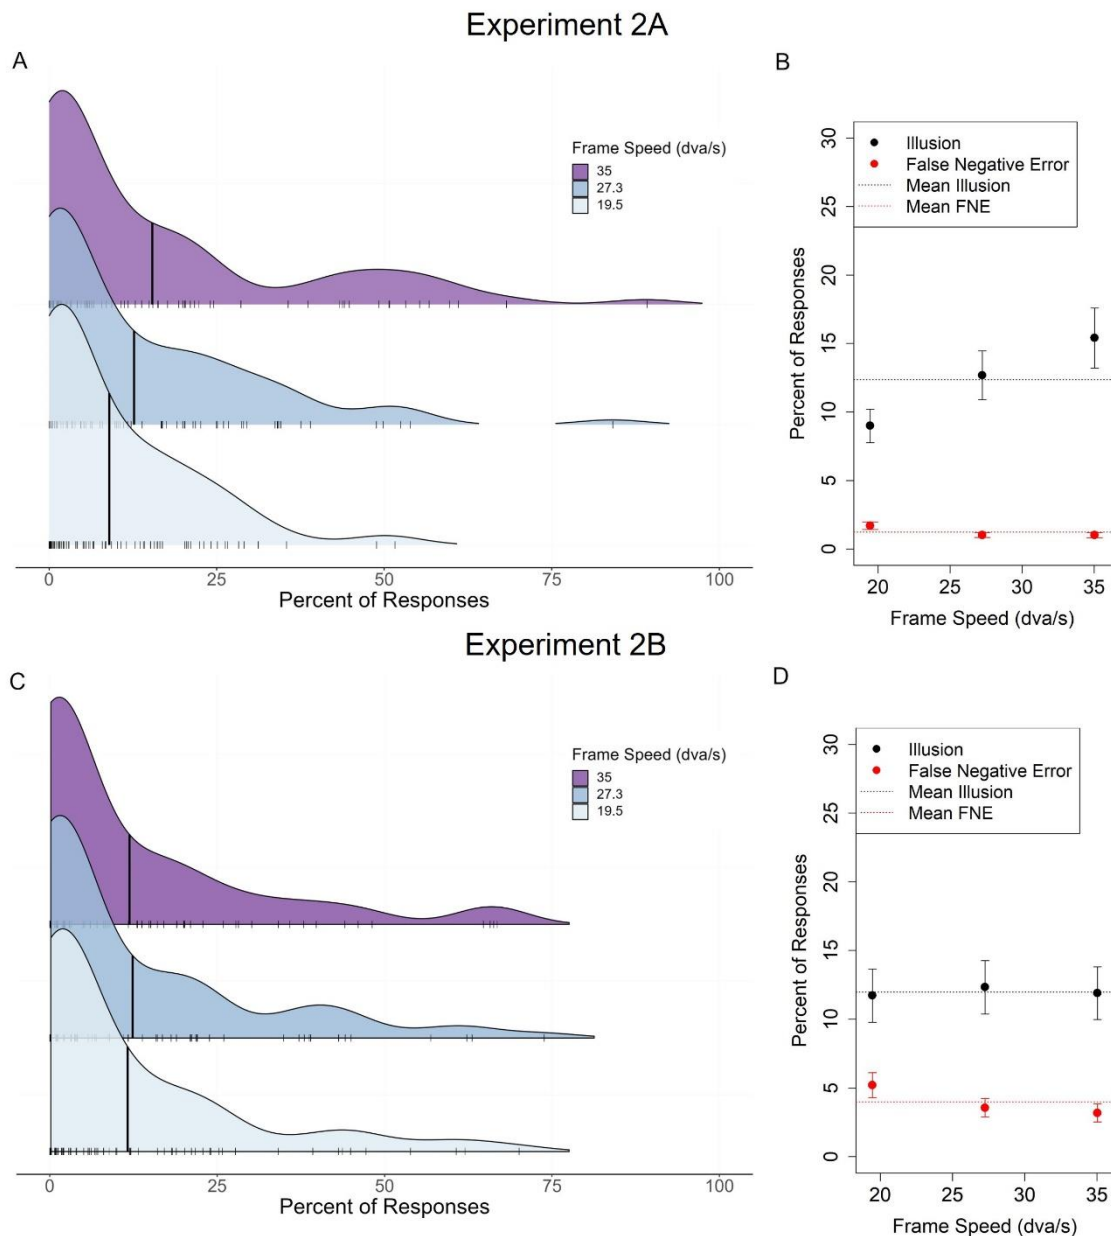 Experiment 2A
A
Frame Speed (dva/s)
35
27.3
19.5
0 25 50 75 100
Percent of Responses
B
Illusion
False Negative Error
Mean Illusion
Mean FNE
30
25
20
15
10
5
0
Percent of Responses
20 25 30 35
Frame Speed (dva/s)
Experiment 2B
C
Frame Speed (dva/s)
35
27.3
19.5
0 25 50 75 100
Percent of Responses
D
Illusion
False Negative Error
Mean Illusion
Mean FNE
30
25
20
15
10
5
0
Percent of Responses
20 25 30 35
Frame Speed (dva/s)